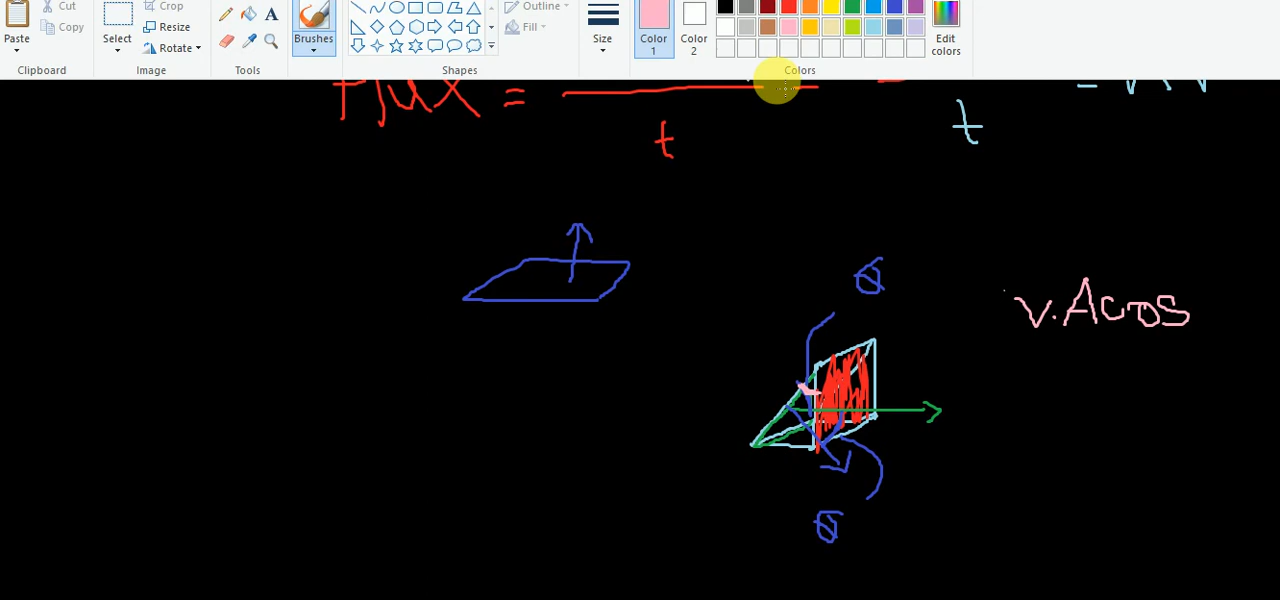 Paste
Cut
Copy
Clipboard
Select
Crop
Resize
Rotate
Image
A
Tools
Brushes
Outline
Fill
Shapes
Size
Color 1
Color 2
Edit colors
Colors
Flux =
t
t
θ
v.Acos
θ